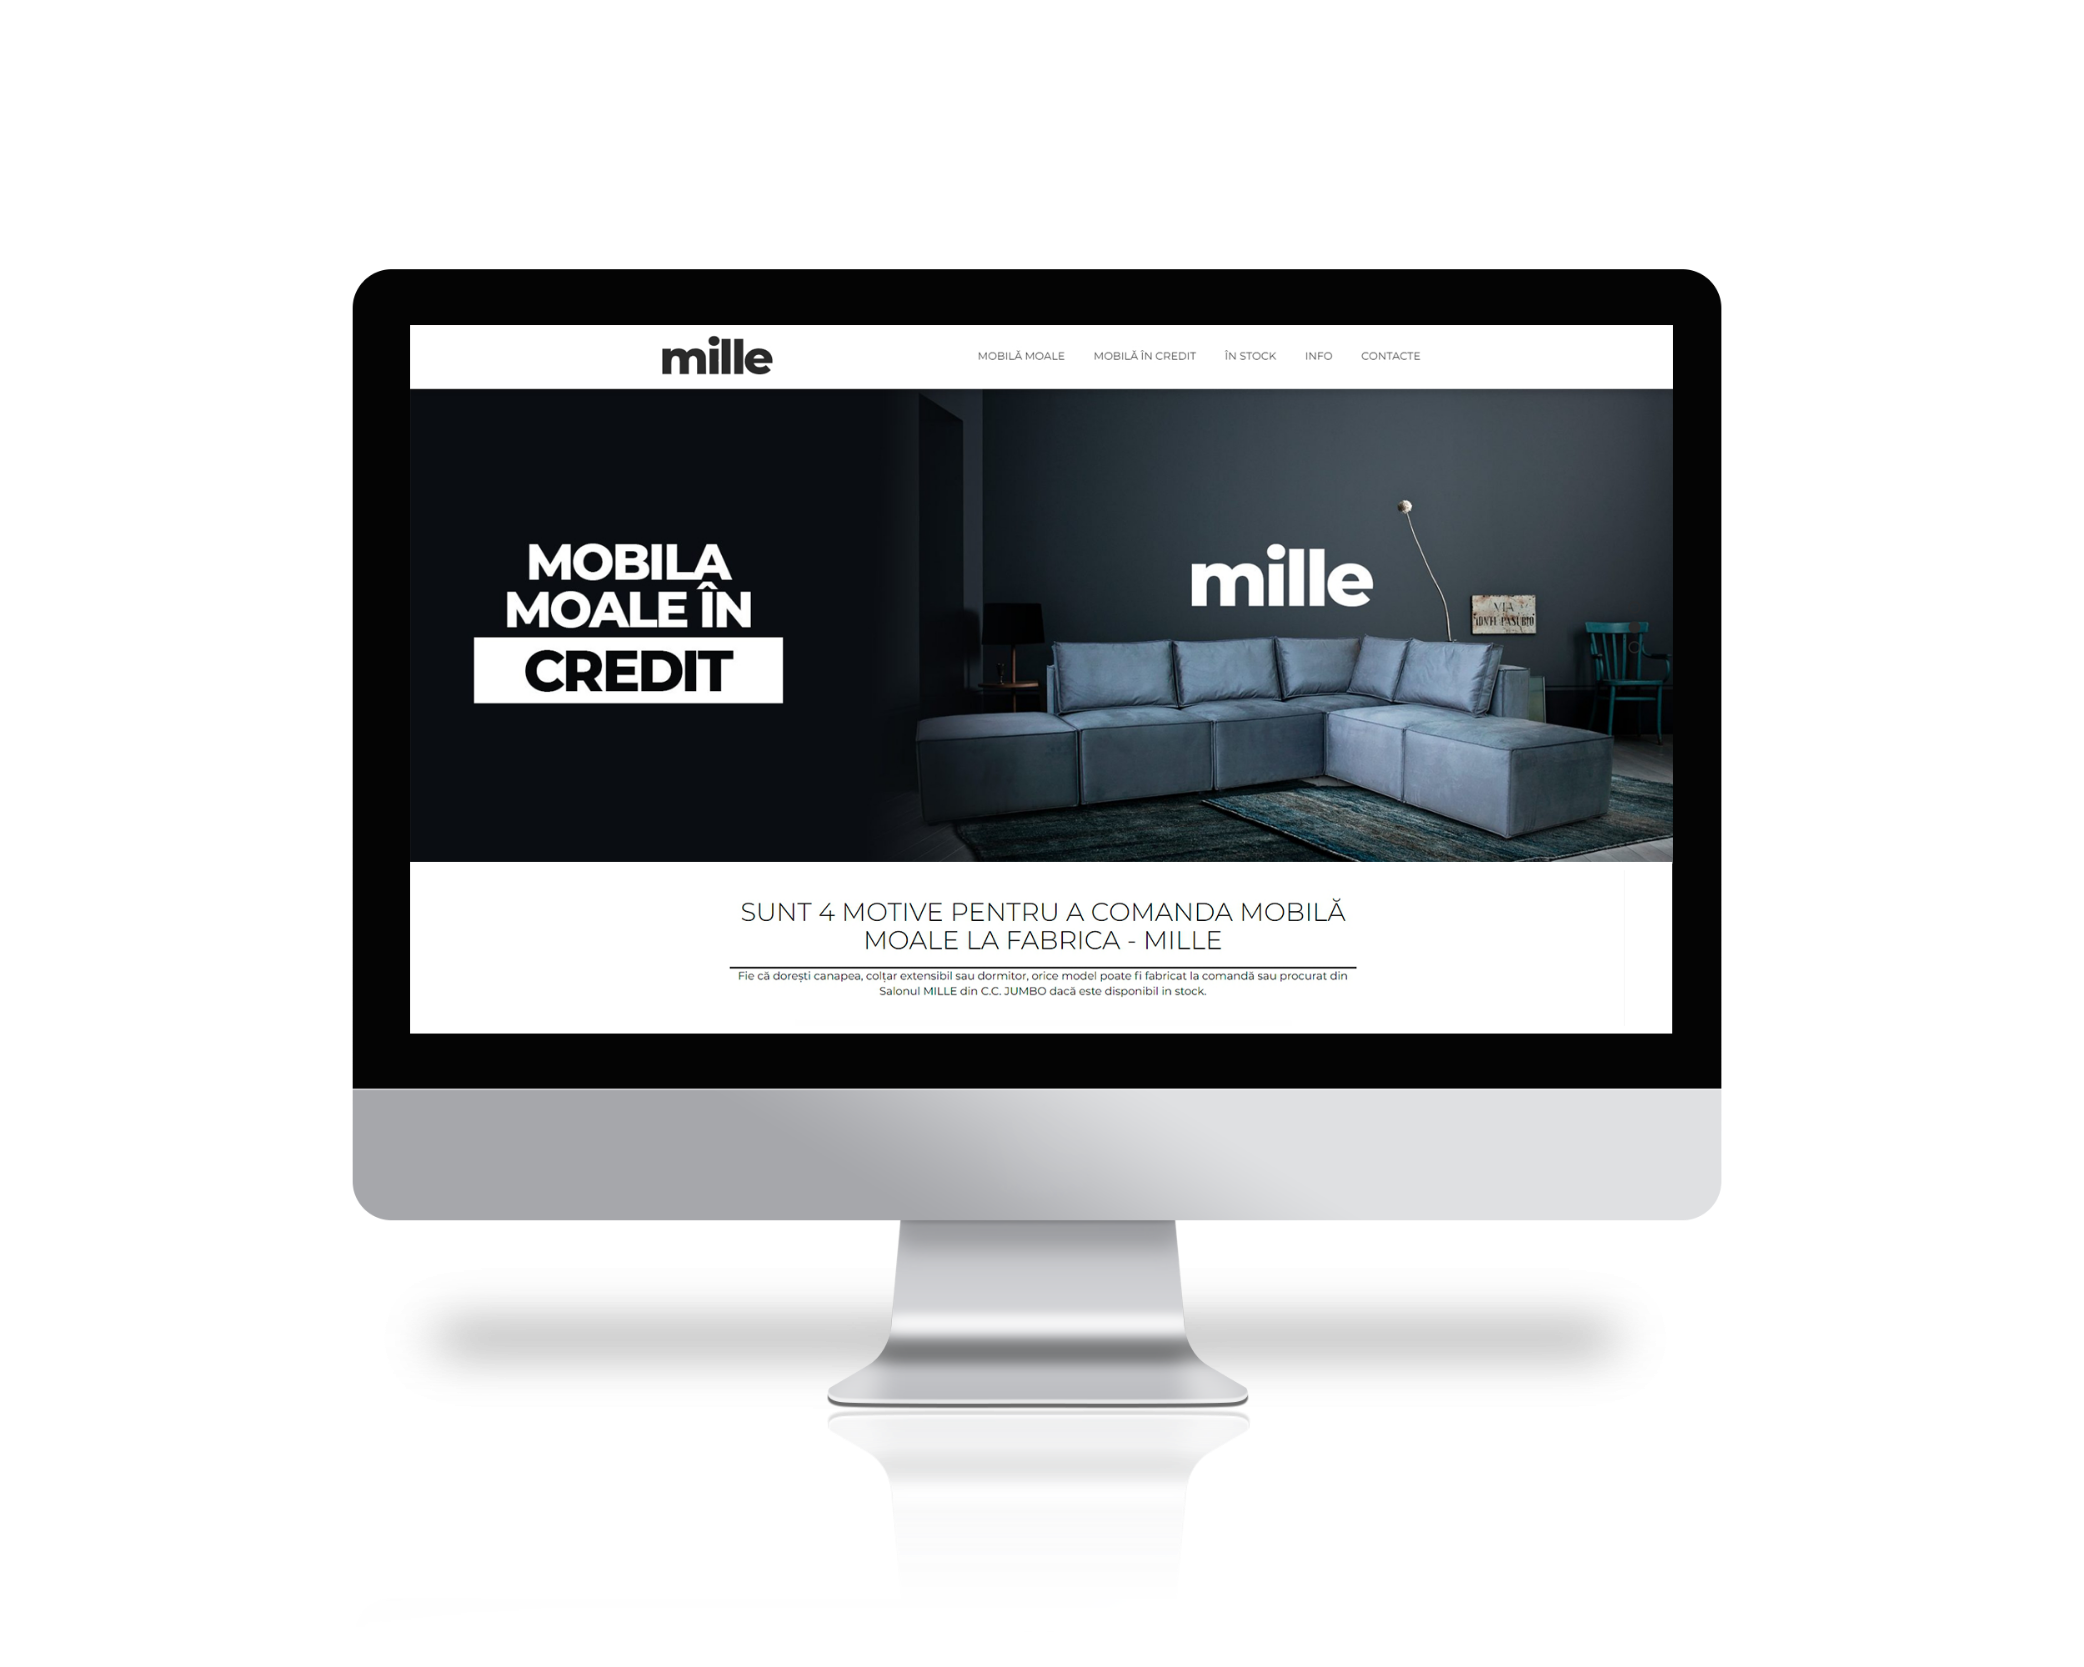 mille
MOBILĂ MOALE MOBILĂ ÎN CREDIT ÎN STOCK INFO CONTACTE
MOBILA
MOALE ÎN
CREDIT
mille
VIA
SUNT 4 MOTIVE PENTRU A COMANDA MOBILĂ
MOALE LA FABRICA - MILLE
Fie că dorești canapea, colțar extensibil sau dormitor, orice model poate fi fabricat la comandă sau procurat din
Salonul MILLE din C.C. JUMBO dacă este disponibil in stock.